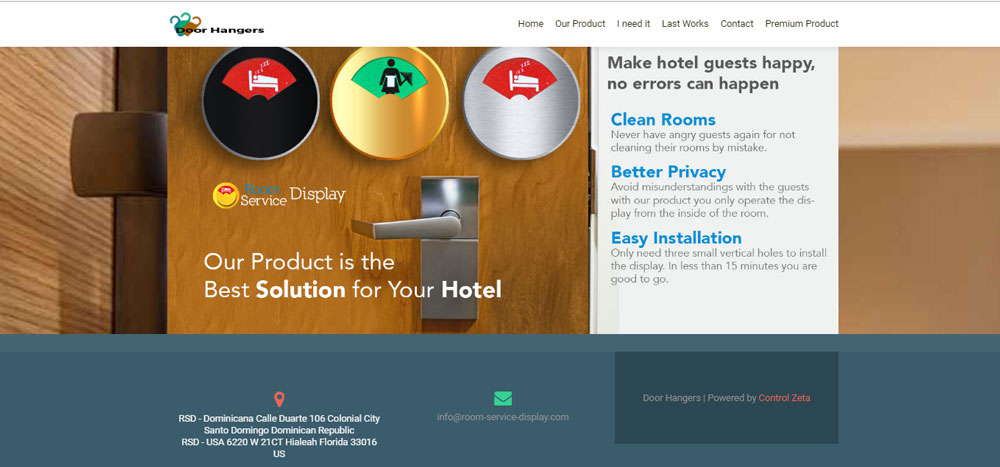 Door Hangers
Home Our Product I need it Last Works Contact Premium Product
Make hotel guests happy,
no errors can happen
Clean Rooms
Never have angry guests again for not
cleaning their rooms by mistake.
Better Privacy
Avoid misunderstandings with the guests
with our product you only operate the dis-
play from the inside of the room.
Easy Installation
Only need three small vertical holes to install
the display. In less than 15 minutes you are
good to go.
Room
Service Display
Our Product is the
Best Solution for Your Hotel
RSD - Dominicana Calle Duarte 106 Colonial City
Santo Domingo Dominican Republic
RSD - USA 6220 W 21CT Hialeah Florida 33016
US
info@room-service-display.com
Door Hangers | Powered by Control Zeta